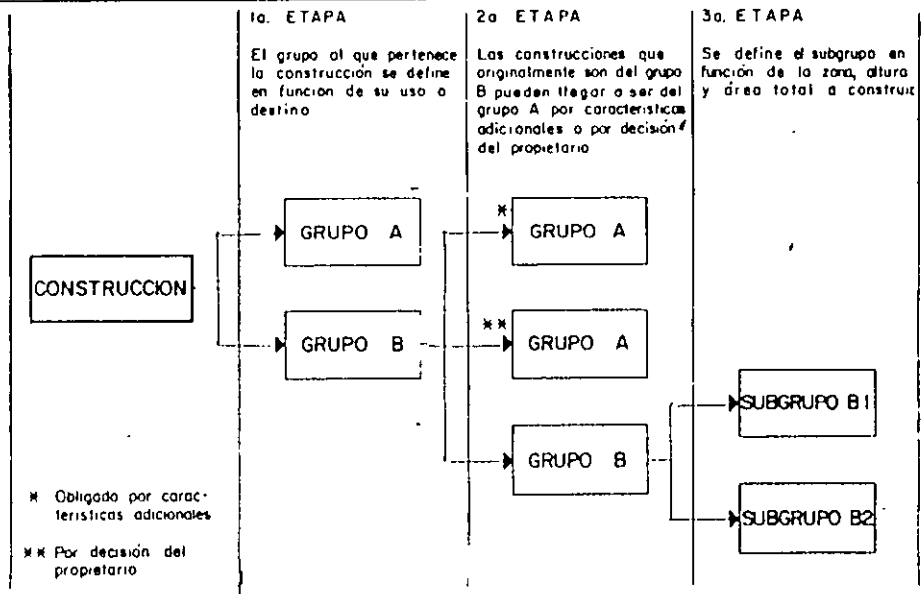 1a. ETAPA
El grupo al que pertenece
la construcción se define
en función de su uso o
destino
2a ETAPA
Las construcciones que
originalmente son del grupo
B pueden llegar a ser del
grupo A por características
adicionales o por decisión
del propietario
3a. ETAPA
Se define el subgrupo en
función de la zona, altura
y área total a construir
CONSTRUCCION
GRUPO A
GRUPO B
* GRUPO A
** GRUPO A
GRUPO B
SUBGRUPO B1
SUBGRUPO B2
* Obligado por carac-
terísticas adicionales
** Por decisión del
propietario